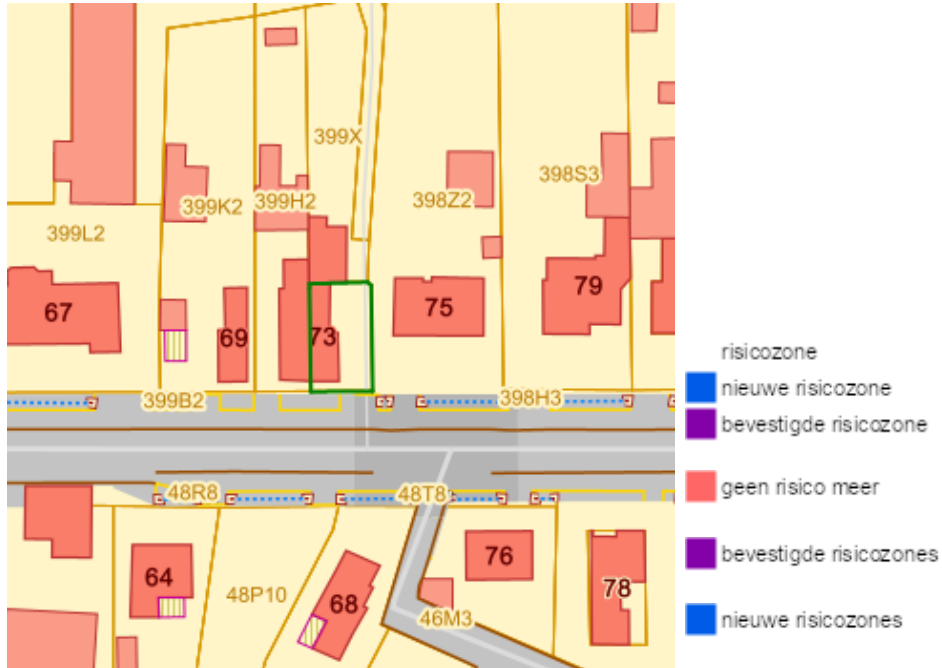 399X
398S3
399K2
399H2
398Z2
399L2
67
69
73
75
79
399B2
398H3
48R8
48T8
64
48P10
68
76
78
46M3
risicozone
nieuwe risicozone
bevestigde risicozone
geen risico meer
bevestigde risicozones
nieuwe risicozones